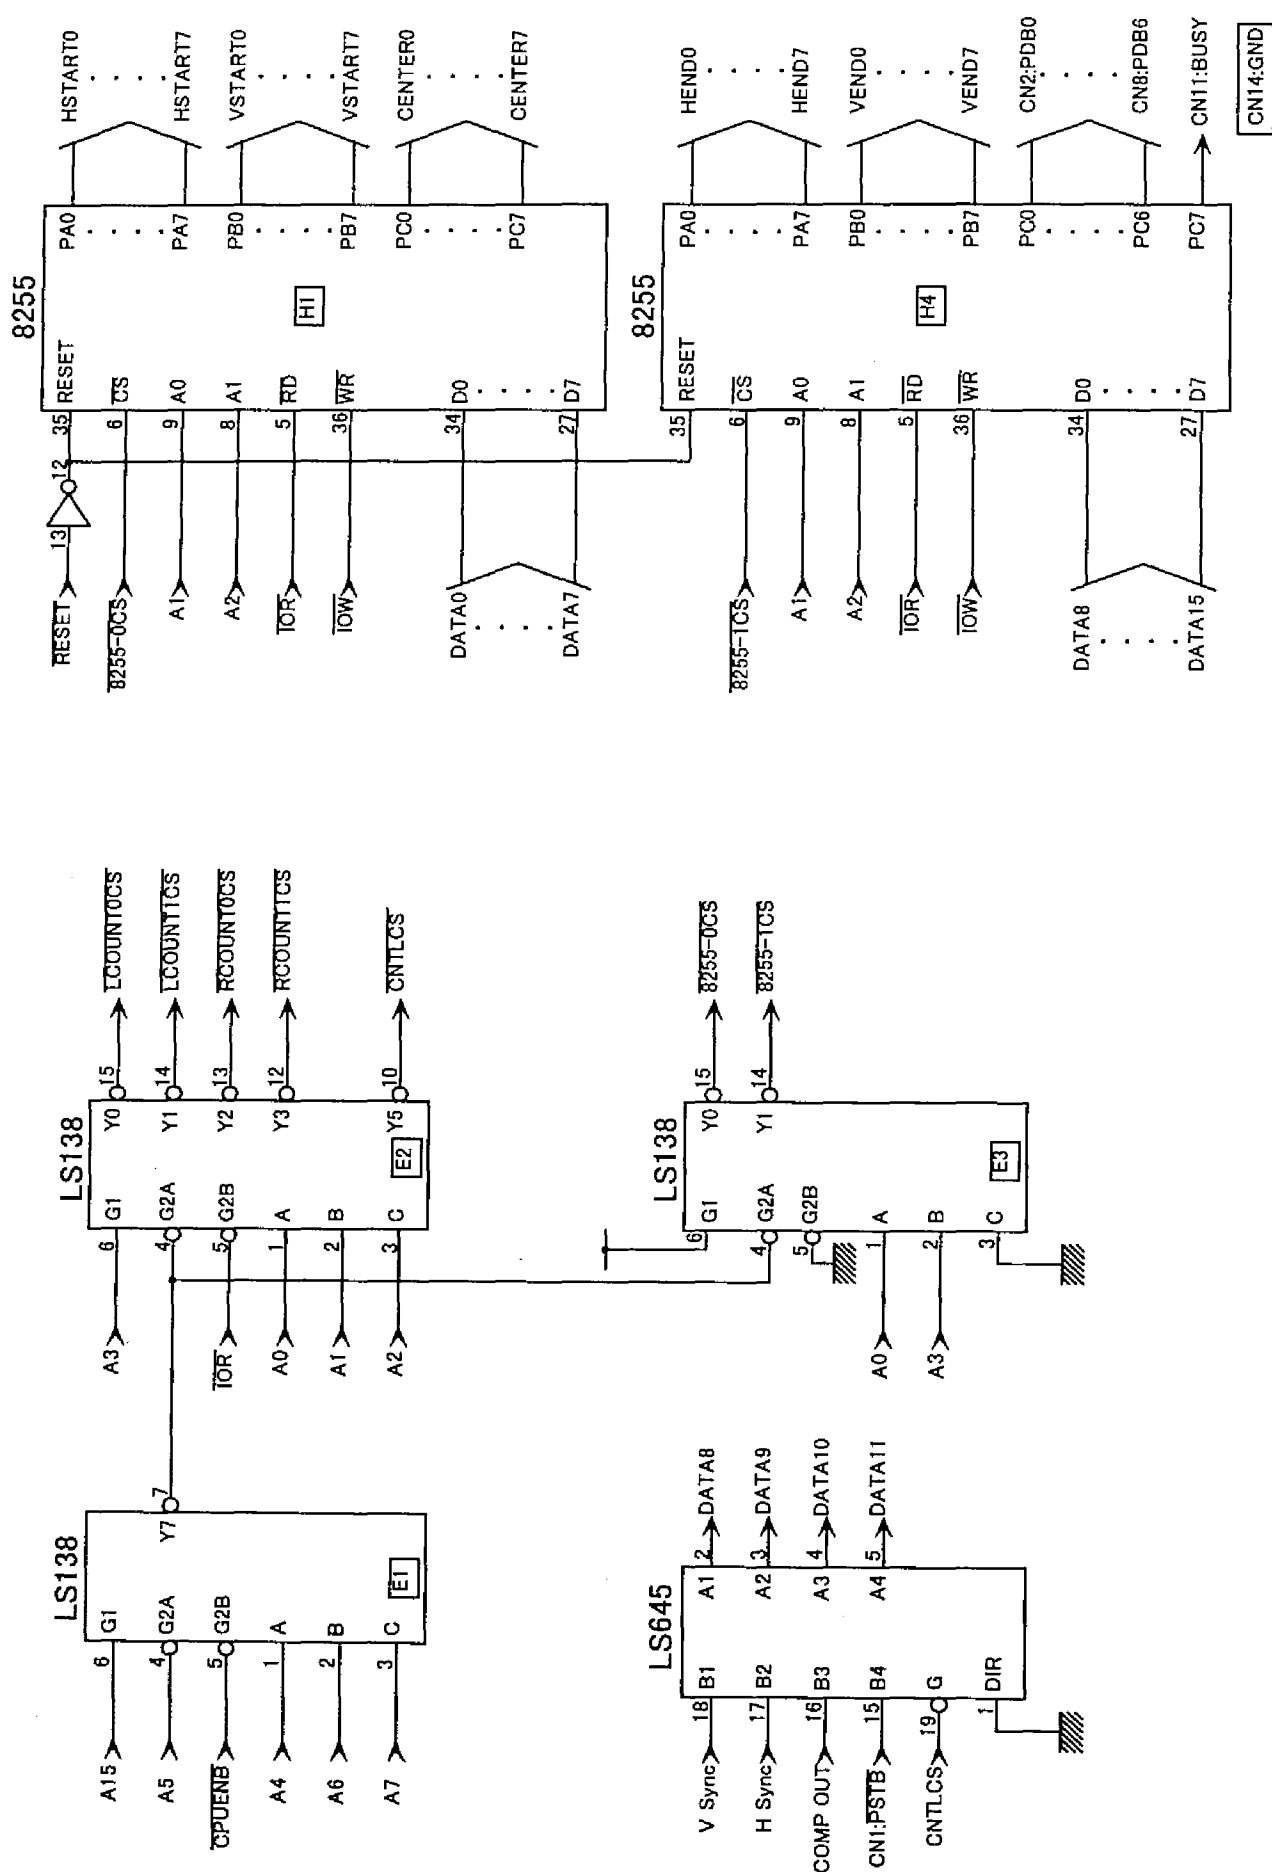 LS138
A15 6 G1
A5 4 G2A
CPUENB 5 G2B
A4 1 A
A6 2 B
A7 3 C
Y7 7
E1
LS138
A3 6 G1
4 G2A
IOR 5 G2B
A0 1 A
A1 2 B
A2 3 C
Y0 15 LCOUNT0CS
Y1 14 LCOUNT1CS
Y2 13 RCOUNT0CS
Y3 12 RCOUNT1CS
Y5 10 CNTLCS
E2
8255
RESET 13 12 35 RESET
8255-0CS 6 CS
A1 9 A0
A2 8 A1
IOR 5 RD
IOW 36 WR
DATA0 34 D0
. . . . .
DATA7 27 D7
H1
PA0 HSTART0
. . . . .
PA7 HSTART7
PB0 VSTART0
. . . . .
PB7 VSTART7
PC0 CENTER0
. . . . .
PC7 CENTER7
LS645
V Sync 18 B1
H Sync 17 B2
COMP OUT 16 B3
CN1:PSTB 15 B4
CNTLCS 19 G
1 DIR
A1 2 DATA8
A2 3 DATA9
A3 4 DATA10
A4 5 DATA11
LS138
6 G1
4 G2A
5 G2B
A0 1 A
A3 2 B
3 C
Y0 15 8255-0CS
Y1 14 8255-1CS
E3
8255
35 RESET
8255-1CS 6 CS
A1 9 A0
A2 8 A1
IOR 5 RD
IOW 36 WR
DATA8 34 D0
. . . . .
DATA15 27 D7
H4
PA0 HEND0
. . . . .
PA7 HEND7
PB0 VEND0
. . . . .
PB7 VEND7
PC0 CN2:PDB0
. . . . .
PC6 CN8:PDB6
PC7 CN11:BUSY
CN14:GND